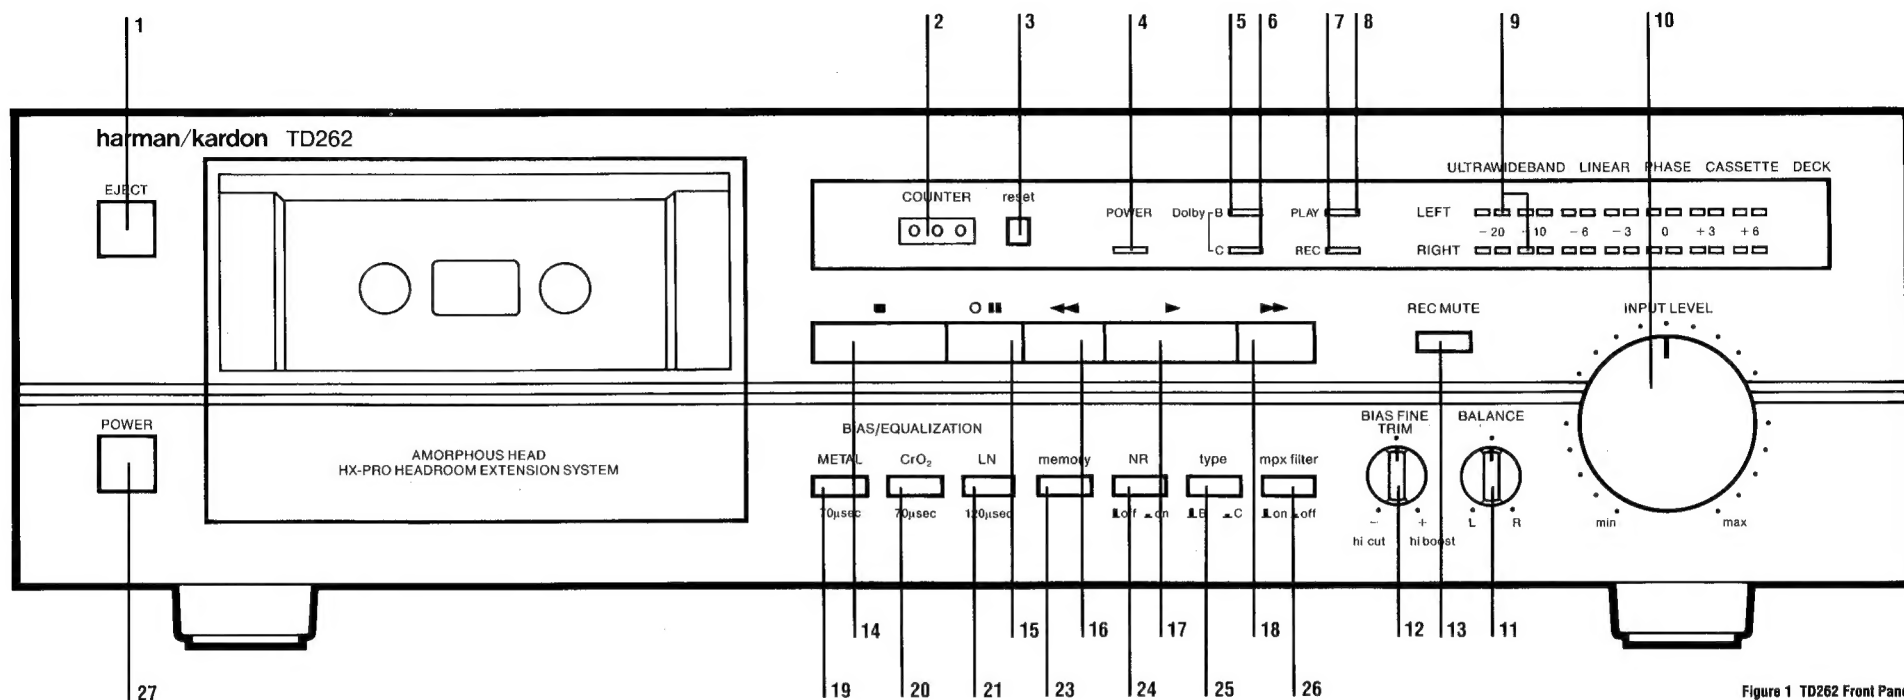 1 2 3 4 5 6 7 8 9 10
harman/kardon TD262
ULTRAWIDEBAND LINEAR PHASE CASSETTE DECK
EJECT
COUNTER reset
POWER Dolby B PLAY LEFT
000
-20 -10 -6 -3 0 +3 +6
C REC RIGHT
REC MUTE INPUT LEVEL
POWER
BIAS/EQUALIZATION
BIAS FINE TRIM BALANCE
AMORPHOUS HEAD
HX-PRO HEADROOM EXTENSION SYSTEM
METAL CrO₂ LN memory NR type mpx filter
70μsec 70μsec 120μsec off on B C on off
- + L R min max
hi cut hi boost
14 15 16 17 18 12 13 11
27 19 20 21 23 24 25 26
Figure 1 TD262 Front Pan